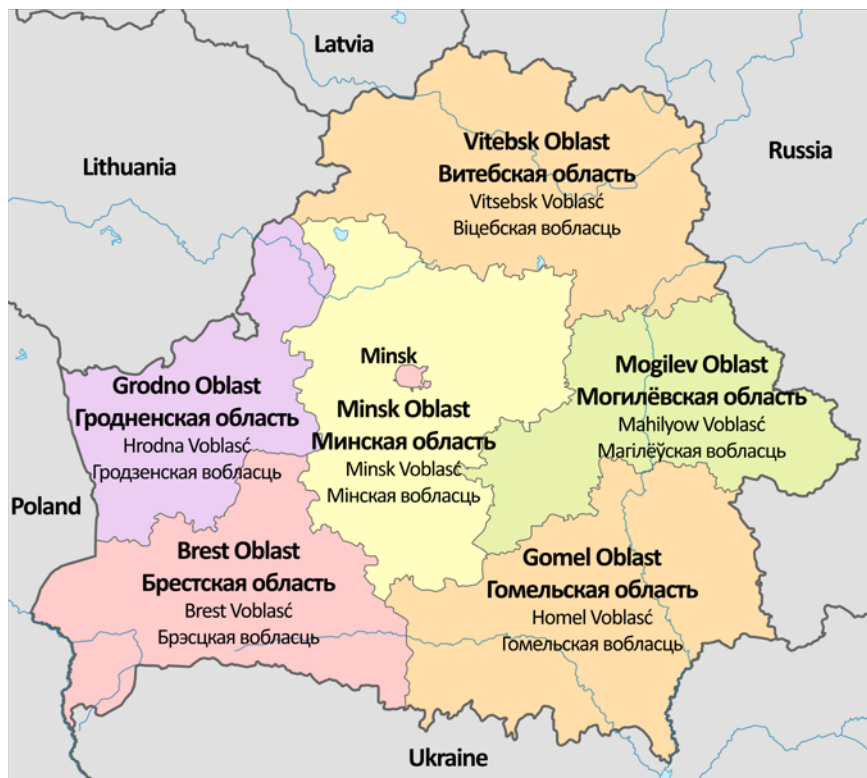 Latvia
Lithuania
Russia
Vitebsk Oblast
Витебская область
Vitsebsk Voblasć
Віцебская вобласць
Minsk
Grodno Oblast
Гродненская область
Hrodna Voblasć
Гродзенская вобласць
Minsk Oblast
Минская область
Minsk Voblasć
Мінская вобласць
Mogilev Oblast
Могилёвская область
Mahilyow Voblasć
Магілёўская вобласць
Poland
Brest Oblast
Брестская область
Brest Voblasć
Брэсцкая вобласць
Gomel Oblast
Гомельская область
Homel Voblasć
Гомельская вобласць
Ukraine